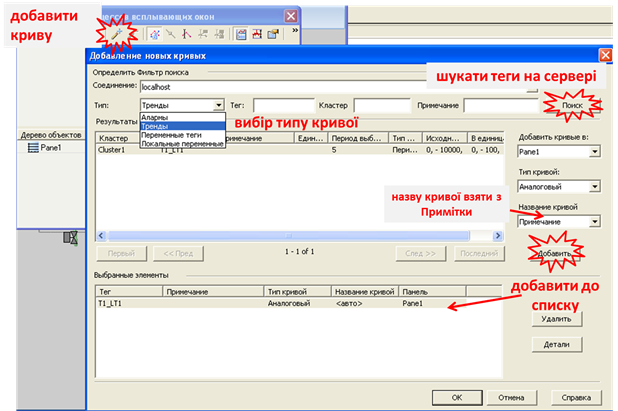 добавити
криву
росов всплывающих окон
»
Добавление новых кривых
Определить Фильтр поиска
Соединение:
localhost
шукати теги на сервері
Тип:
Тренды
Тег:
Кластер
Примечание
Поиск
Алармы
Тренды
Переменные теги
Локальные переменные
вибір типу кривої
Результаты
Кластер
имечание
Един...
Период выб...
Тип ...
Исходн...
В единиц
Cluster1
T1_LT1
5
Пери...
0, - 10000,
0, - 100,
Дерево объектов
Pane1
Добавить кривые в:
Pane1
Тип кривой:
Аналоговый
Название кривой
Примечание
назву кривої взяти з
Примітки
Первый
<< Пред
1 - 1 of 1
След >>
Последний
Добавить
Выбранные элементы
Тег
Примечание
Тип кривой
Название кривой
Панель
T1_LT1
Аналоговый
<авто>
Pane1
добавити до
списку
Удалить
Детали
OK
Отмена
Справка